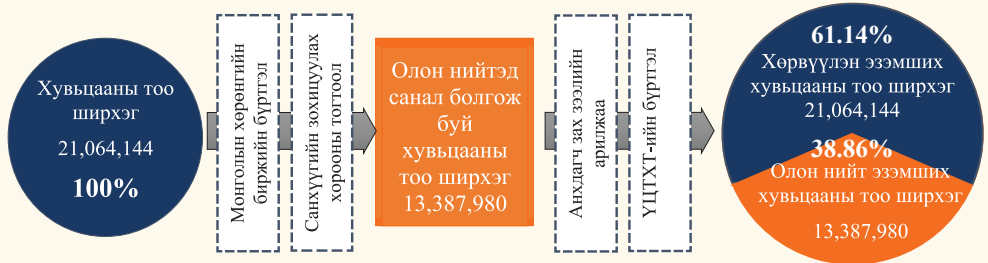 Хувьцааны тоо
ширхэг
21,064,144
100%
Монголын хөрөнгийн
биржийн бүртгэл
Санхүүгийн зохицуулах
хорооны тогтоол
Олон нийтэд
санал болгож
буй
хувьцааны
тоо ширхэг
13,387,980
Анхдагч зах зээлийн
арилжаа
ҮЦТХТ-ийн бүртгэл
61.14%
Хөрвүүлэн эзэмших
хувьцааны тоо ширхэг
21,064,144
38.86%
Олон нийт эзэмших
хувьцааны тоо ширхэг
13,387,980